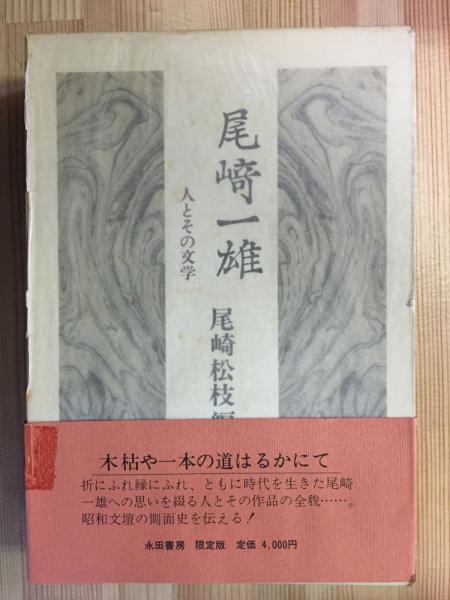 尾崎一雄
人とその文学
尾崎松枝編
木枯や一本の道はるかにて
折にふれ縁にふれ、ともに時代を生きた尾崎
一雄への思いを綴る人とその作品の全貌……。
昭和文壇の側面史を伝える!
永田書房 限定版 定価 4,000円